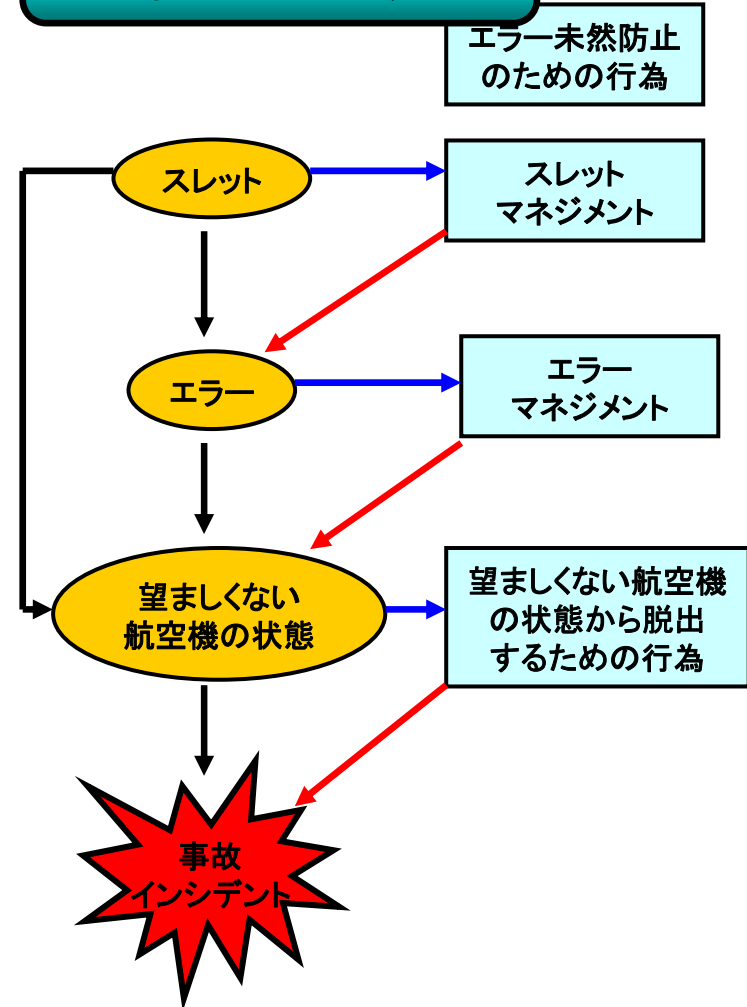 エラー未然防止
のための行為
スレット
スレット
マネジメント
エラー
エラー
マネジメント
望ましくない
航空機の状態
望ましくない航空機
の状態から脱出
するための行為
事故
インシデント